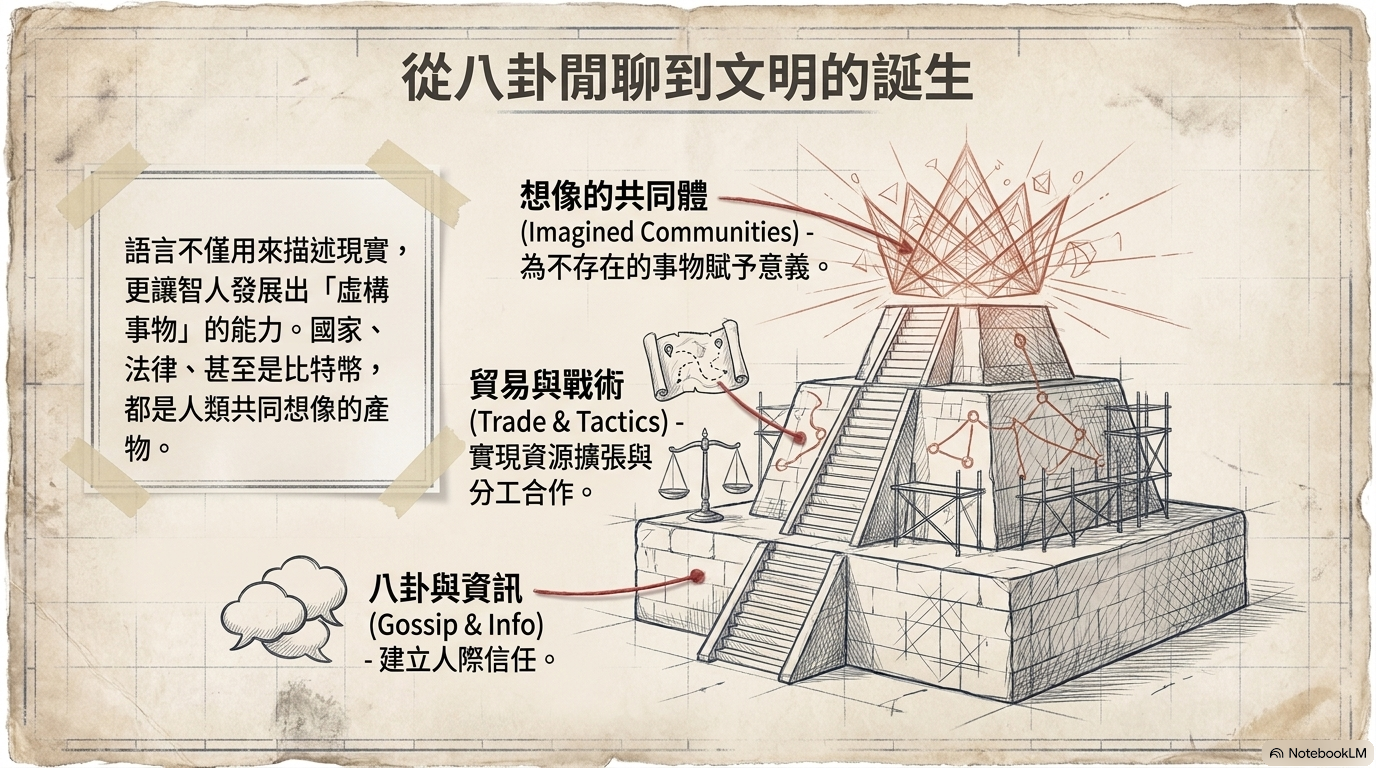 從八卦閒聊到文明的誕生
語言不僅用來描述現實，
更讓智人發展出「虛構
事物」的能力。國家、
法律、甚至是比特幣，
都是人類共同想像的產
物。
想像的共同體
(Imagined Communities) -
為不存在的事物賦予意義。
貿易與戰術
(Trade & Tactics) -
實現資源擴張與
分工合作。
八卦與資訊
(Gossip & Info)
- 建立人際信任。
NotebookLM